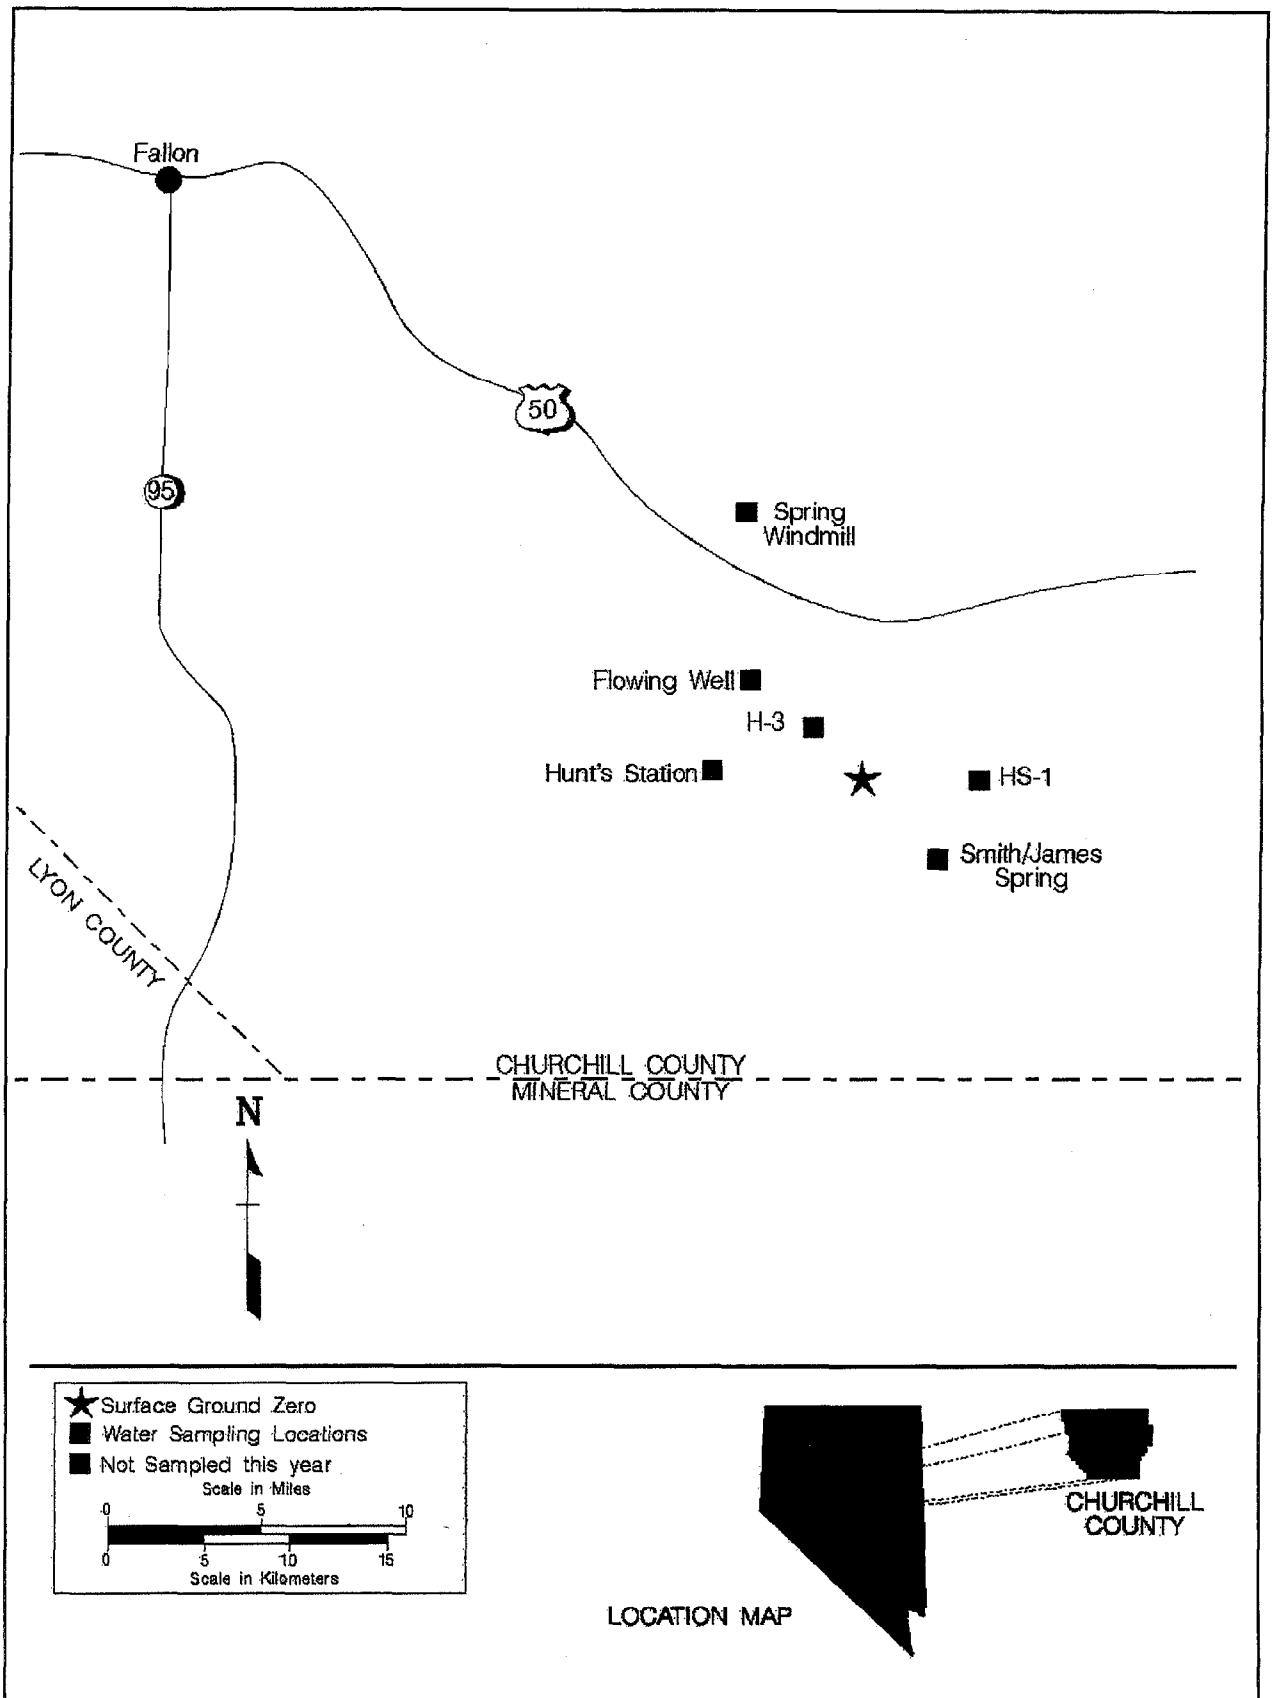 Fallon
50
95
Spring
Windmill
Flowing Well
H-3
Hunt's Station
HS-1
Smith/James
Spring
LYON COUNTY
CHURCHILL COUNTY
MINERAL COUNTY
N
Surface Ground Zero
Water Sampling Locations
Not Sampled this year
Scale in Miles
0 5 10
0 5 10 15
Scale in Kilometers
CHURCHILL
COUNTY
LOCATION MAP